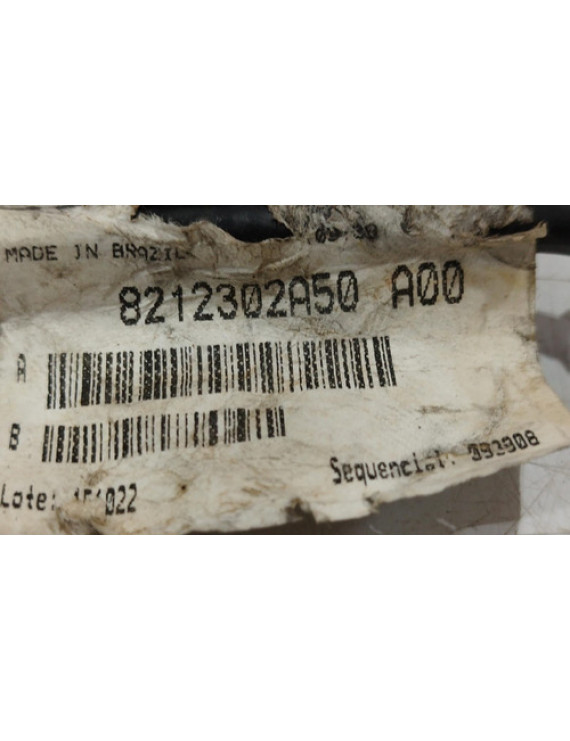 MADE IN BRAZIL
8212302A50 A00
A
B
Sequencial:
Lote: